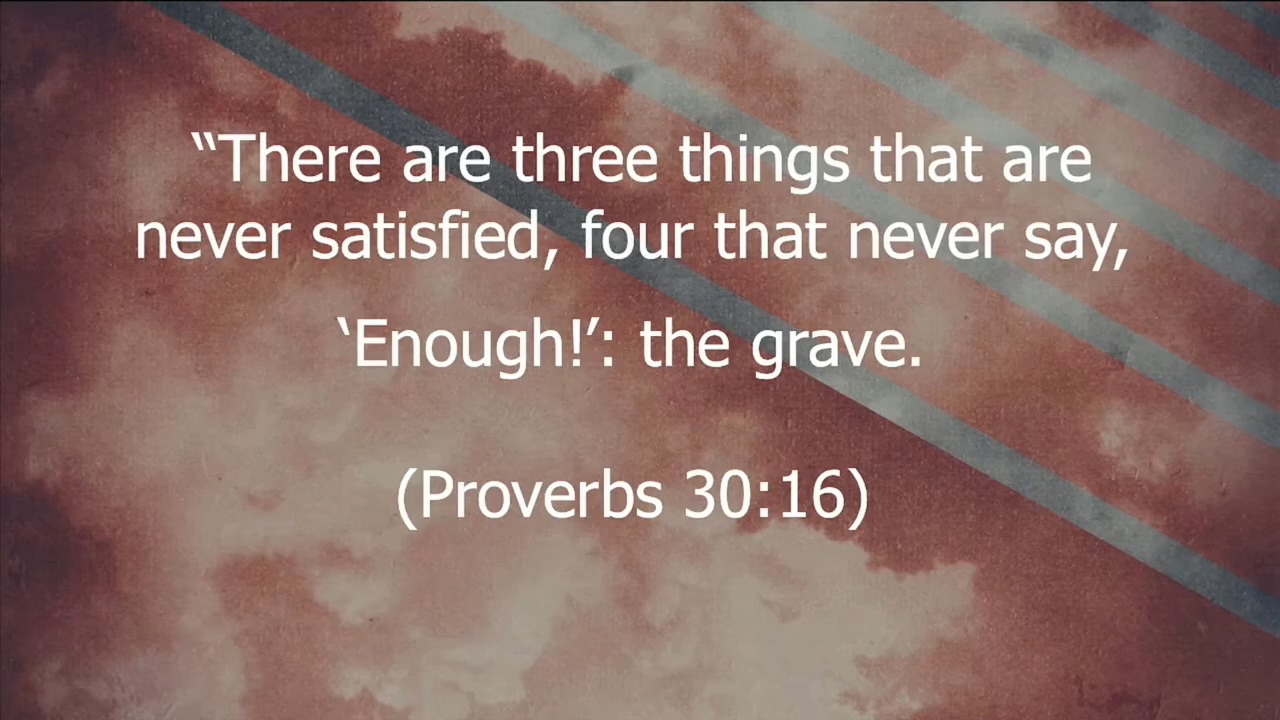 “There are three things that are
never satisfied, four that never say,
‘Enough!’: the grave.
(Proverbs 30:16)